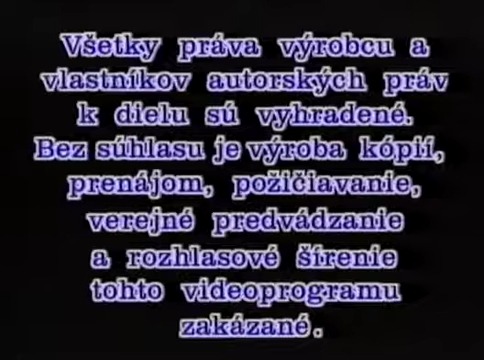 Všetky práva výrobcu a
vlastníkov autorských práv
k dielu sú vyhradené.
Bez súhlasu je výroba kópií,
prenájom, požičiavanie,
verejné predvádzanie
a rozhlasové šírenie
tohto videoprogramu
zakázané.